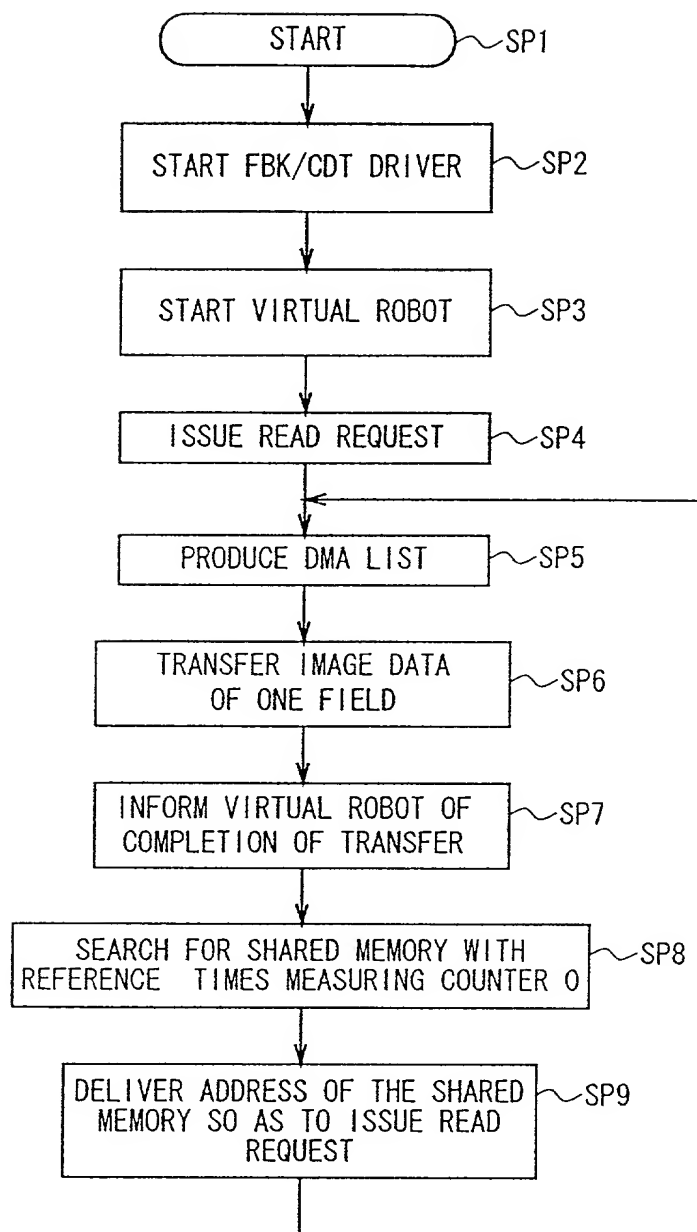 START
SP1
START FBK/CDT DRIVER
SP2
START VIRTUAL ROBOT
SP3
ISSUE READ REQUEST
SP4
PRODUCE DMA LIST
SP5
TRANSFER IMAGE DATA
OF ONE FIELD
SP6
INFORM VIRTUAL ROBOT OF
COMPLETION OF TRANSFER
SP7
SEARCH FOR SHARED MEMORY WITH
REFERENCE TIMES MEASURING COUNTER 0
SP8
DELIVER ADDRESS OF THE SHARED
MEMORY SO AS TO ISSUE READ
REQUEST
SP9